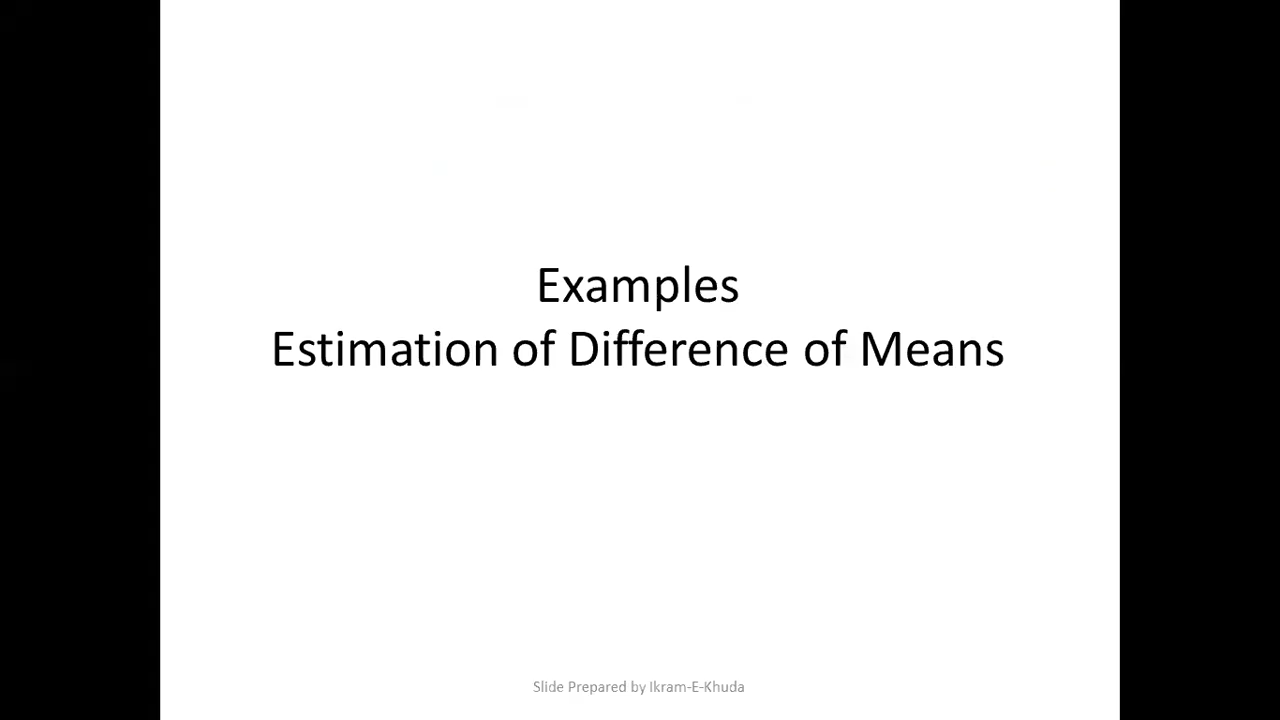 Examples
Estimation of Difference of Means
Slide Prepared by Ikram-E-Khuda